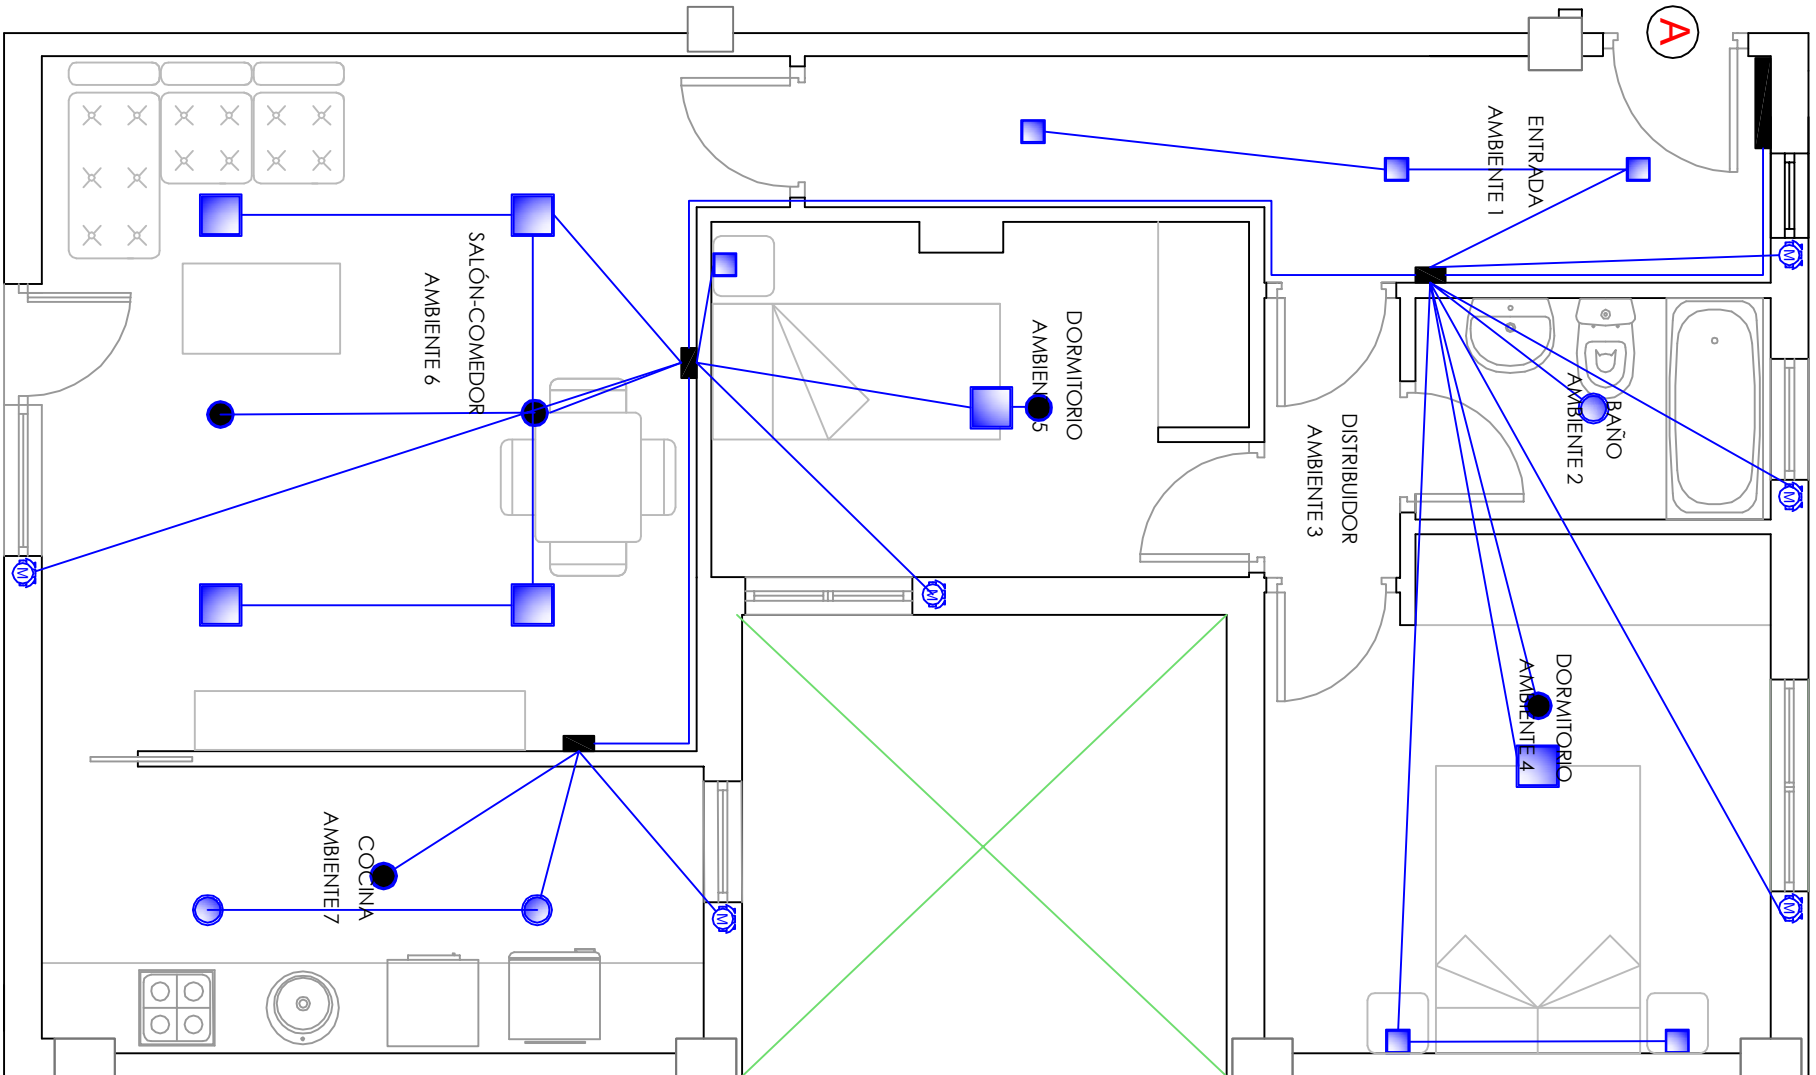 A
ENTRADA
AMBIENTE 1
M
BAÑO
AMBIENTE 2
M
DISTRIBUIDOR
AMBIENTE 3
DORMITORIO
AMBIENTE 4
M
DORMITORIO
AMBIENTE 5
M
SALÓN-COMEDOR
AMBIENTE 6
M
COCINA
AMBIENTE 7
M